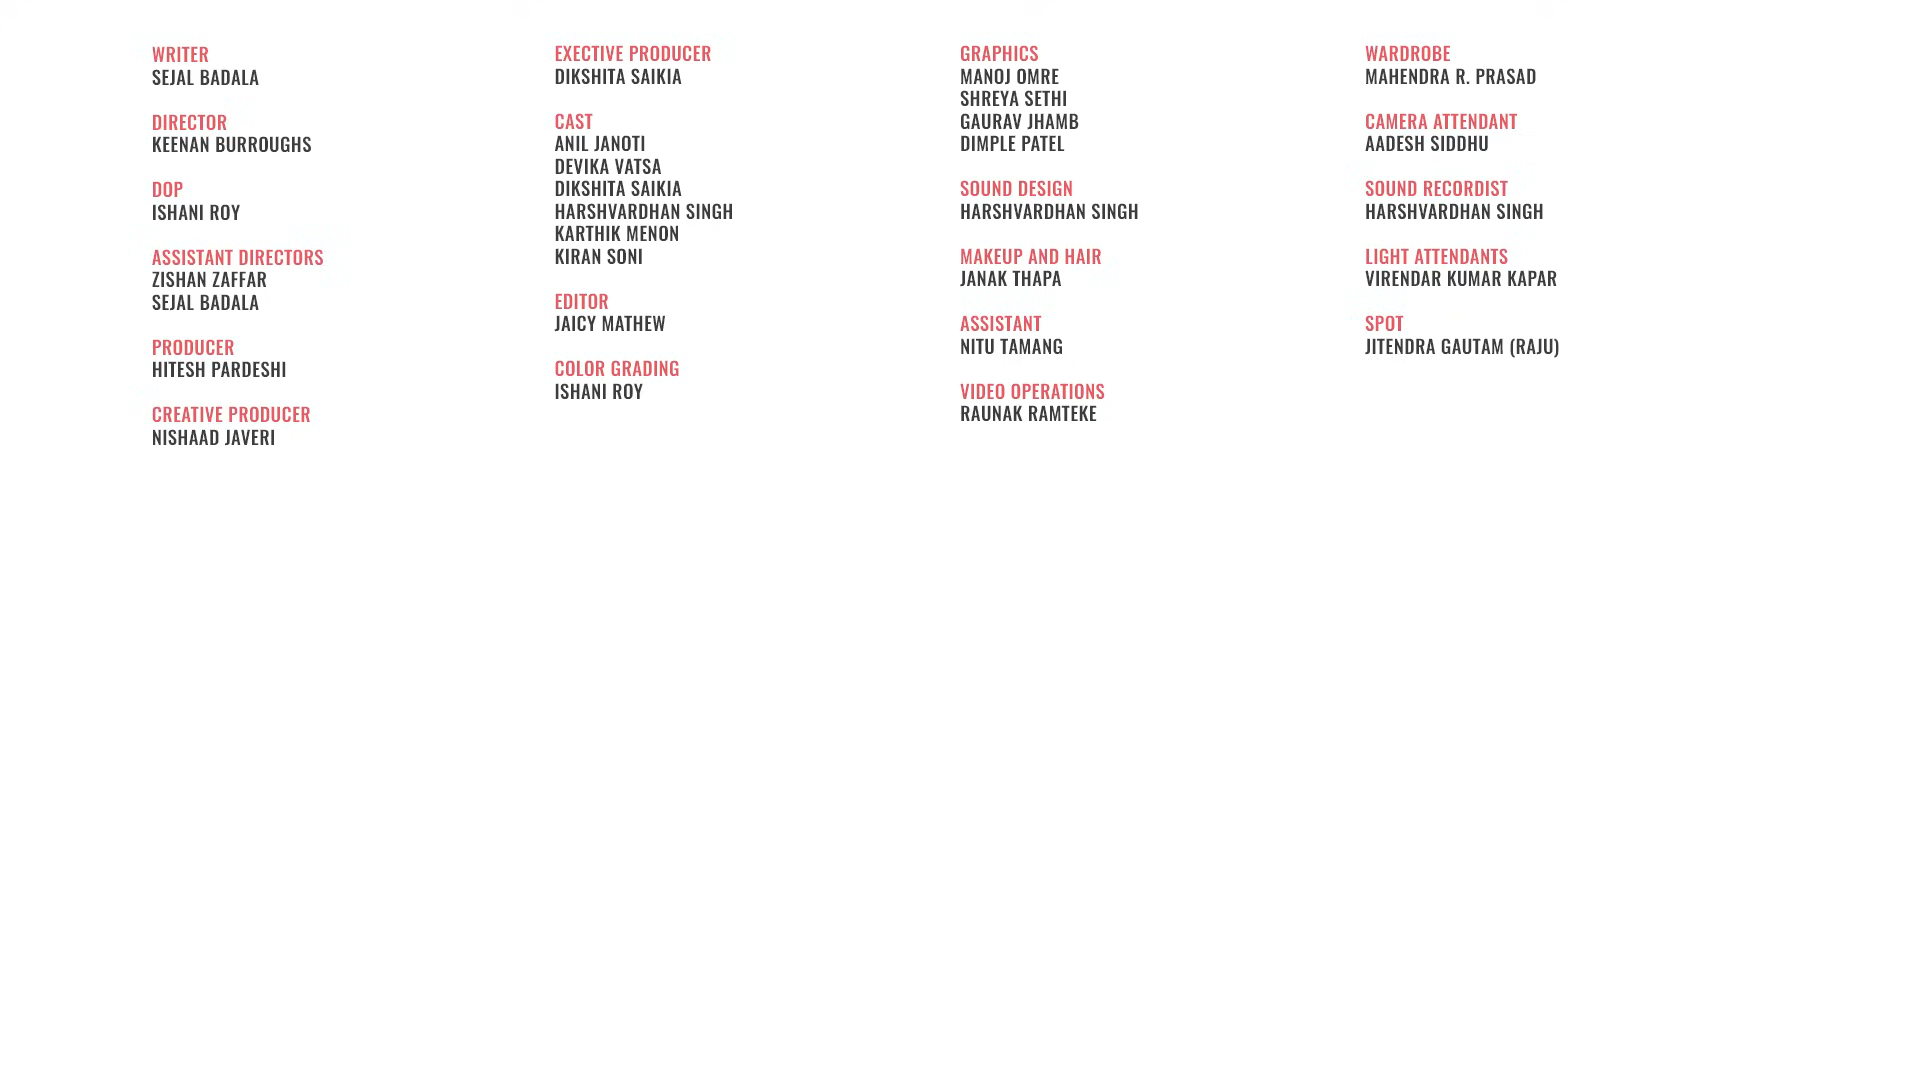 WRITER
SEJAL BADALA
DIRECTOR
KEENAN BURROUGHS
DOP
ISHANI ROY
ASSISTANT DIRECTORS
ZISHAN ZAFFAR
SEJAL BADALA
PRODUCER
HITESH PARDESHI
CREATIVE PRODUCER
NISHAAD JAVERI
EXECTIVE PRODUCER
DIKSHITA SAIKIA
CAST
ANIL JANOTI
DEVIKA VATSA
DIKSHITA SAIKIA
HARSHVARDHAN SINGH
KARTHIK MENON
KIRAN SONI
EDITOR
JAICY MATHEW
COLOR GRADING
ISHANI ROY
GRAPHICS
MANOJ OMRE
SHREYA SETHI
GAURAV JHAMB
DIMPLE PATEL
SOUND DESIGN
HARSHVARDHAN SINGH
MAKEUP AND HAIR
JANAK THAPA
ASSISTANT
NITU TAMANG
VIDEO OPERATIONS
RAUNAK RAMTEKE
WARDROBE
MAHENDRA R. PRASAD
CAMERA ATTENDANT
AADESH SIDDHU
SOUND RECORDIST
HARSHVARDHAN SINGH
LIGHT ATTENDANTS
VIRENDAR KUMAR KAPAR
SPOT
JITENDRA GAUTAM (RAJU)